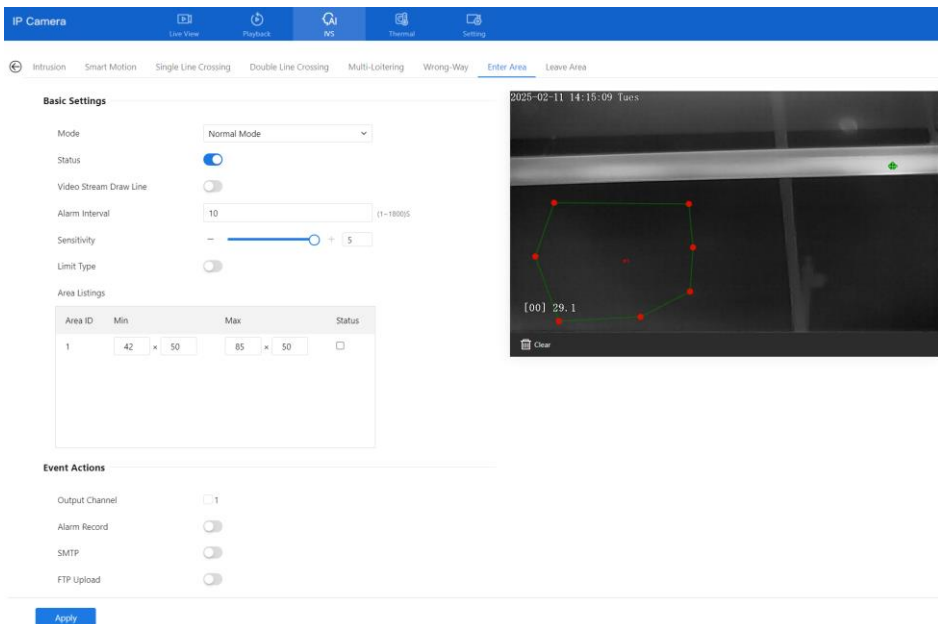 IP Camera
Live View
Playback
IVS
Thermal
Setting
Intrusion Smart Motion Single Line Crossing Double Line Crossing Multi-Loitering Wrong-Way Enter Area Leave Area
Basic Settings
Mode Normal Mode
Status
Video Stream Draw Line
Alarm Interval 10 (1~1800)S
Sensitivity − + 5
Limit Type
Area Listings
Area ID Min Max Status
1 42 × 50 85 × 50
Event Actions
Output Channel 1
Alarm Record
SMTP
FTP Upload
Apply
2025-02-11 14:15:09 Tues
[00] 29.1
Clear